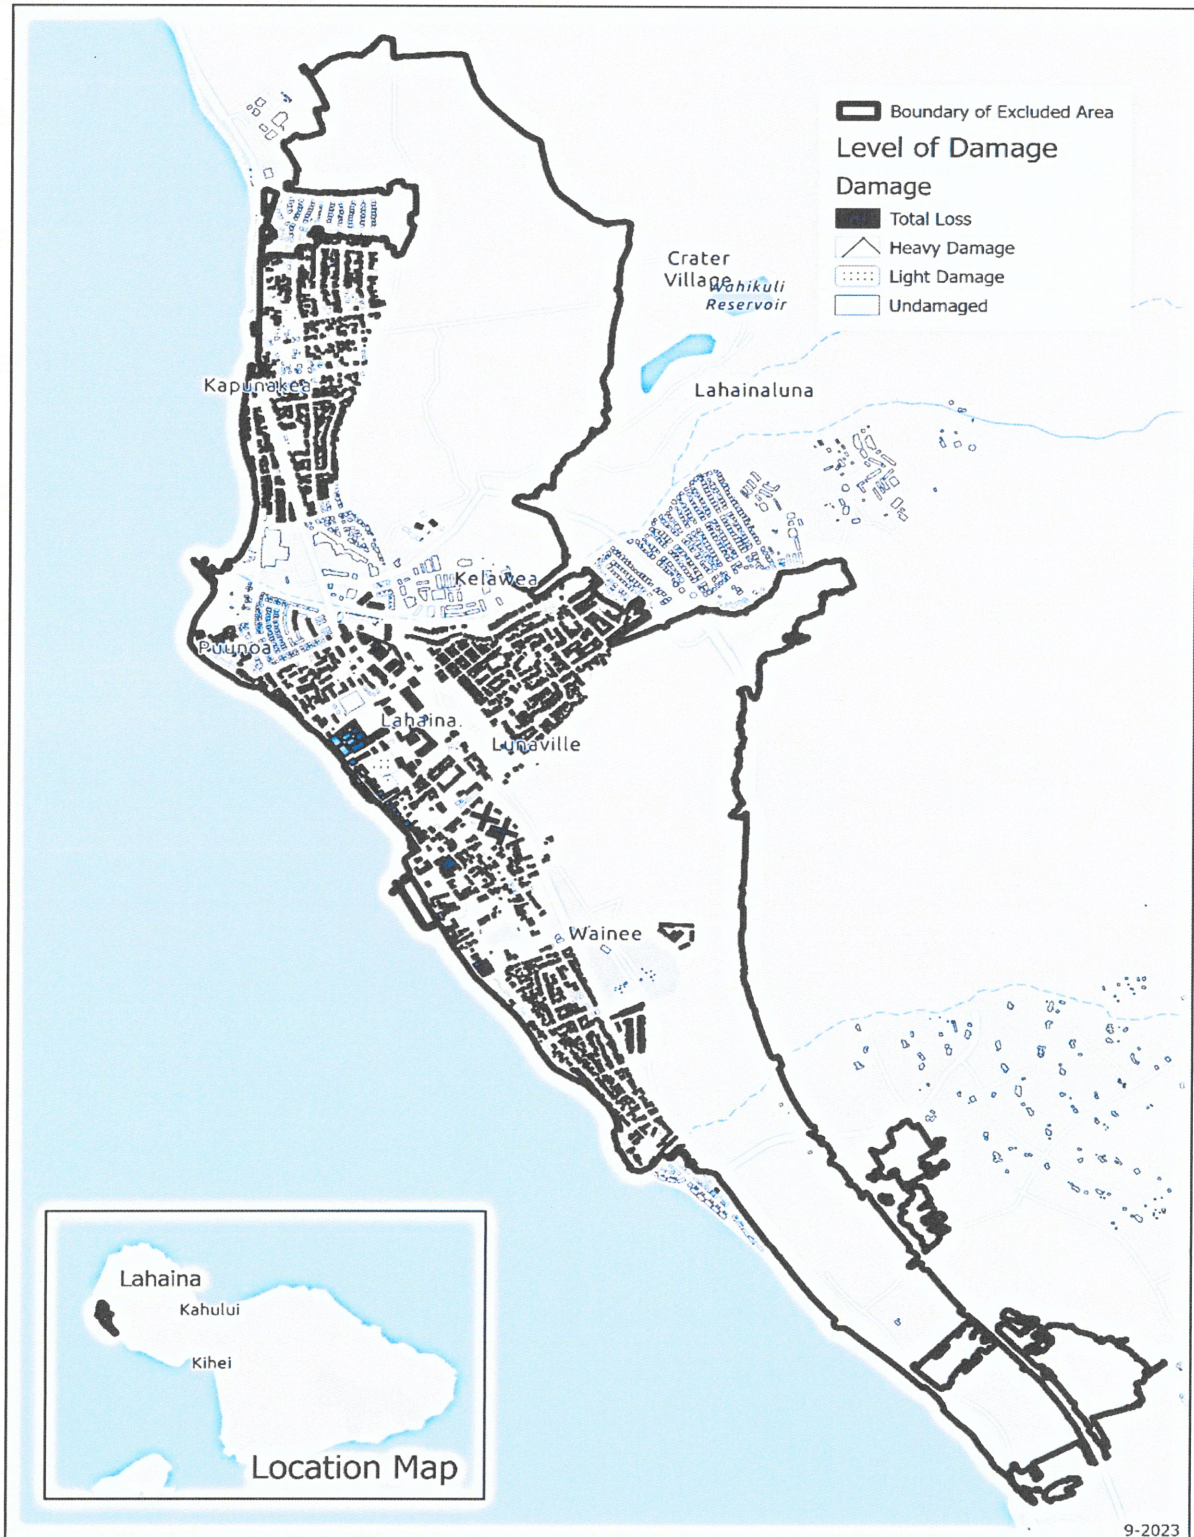 Boundary of Excluded Area
Level of Damage
Damage
Total Loss
Heavy Damage
Light Damage
Undamaged
Crater
Village
Wahikuli
Reservoir
Lahainaluna
Kapunakea
Kelawea
Puunoa
Lahaina
Lunaville
Wainee
Lahaina
Kahului
Kihei
Location Map
9-2023